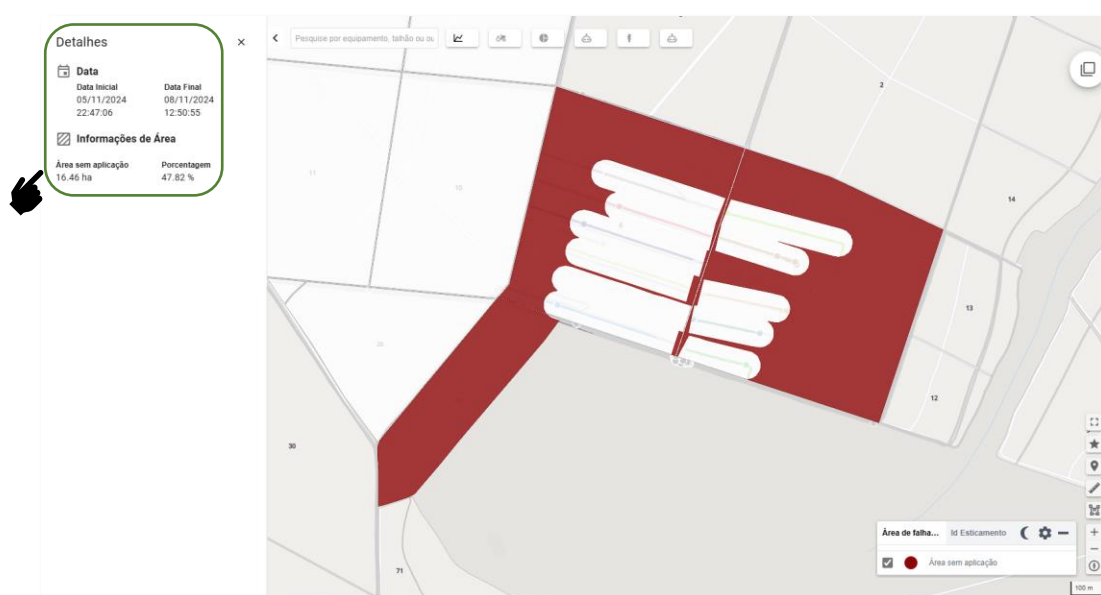 Detalhes
Data
Data Inicial Data Final
05/11/2024 08/11/2024
22:47:06 12:50:55
Informações de Área
Área sem aplicação Porcentagem
16.46 ha 47.82 %
Pesquise por equipamento, talhão ou ou
2
11
10
14
13
12
30
71
Área de falha... Id Esticamento
Área sem aplicação
100 m